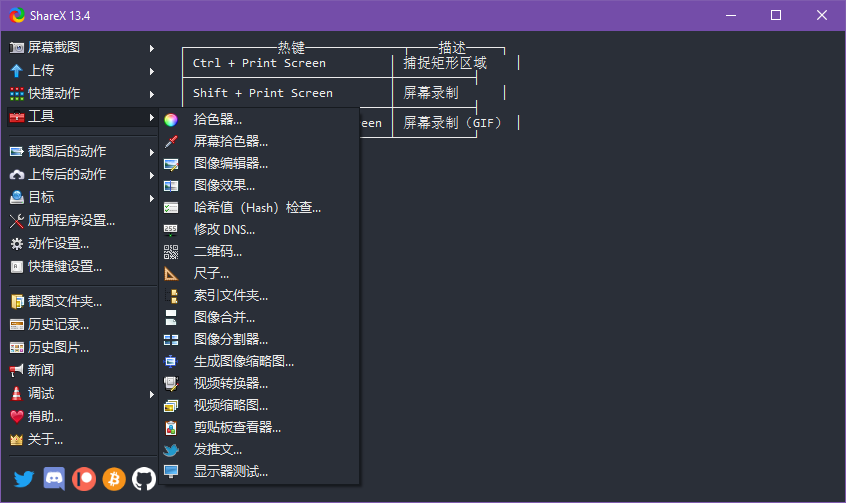 ShareX 13.4
屏幕截图
上传
快捷动作
工具
截图后的动作
上传后的动作
目标
应用程序设置...
动作设置...
快捷键设置...
截图文件夹...
历史记录...
历史图片...
新闻
调试
捐助...
关于...
热键 描述
Ctrl + Print Screen 捕捉矩形区域
Shift + Print Screen 屏幕录制
een 屏幕录制（GIF）
拾色器...
屏幕拾色器...
图像编辑器...
图像效果...
哈希值（Hash）检查...
修改 DNS...
二维码...
尺子...
索引文件夹...
图像合并...
图像分割器...
生成图像缩略图...
视频转换器...
视频缩略图...
剪贴板查看器...
发推文...
显示器测试...